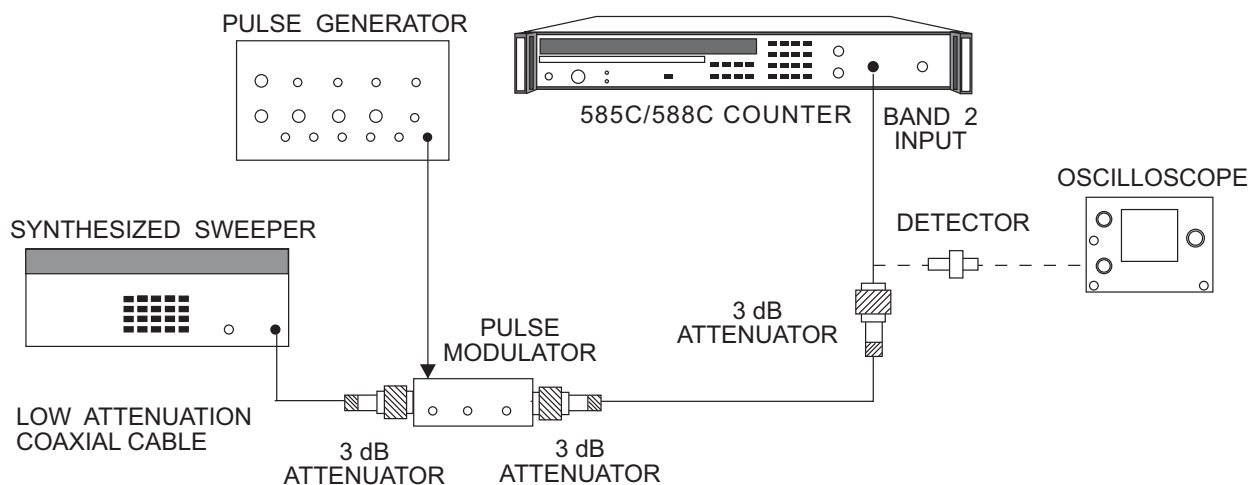 PULSE GENERATOR
585C/588C COUNTER
BAND 2
INPUT
OSCILLOSCOPE
DETECTOR
SYNTHESIZED SWEEPER
3 dB
ATTENUATOR
PULSE
MODULATOR
LOW ATTENUATION
COAXIAL CABLE
3 dB
ATTENUATOR
3 dB
ATTENUATOR